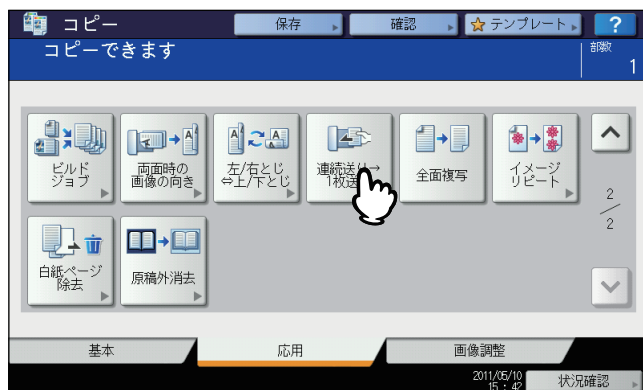 コピー
保存
確認
テンプレート
?
コピーできます
部数
1
ビルド
ジョブ
両面時の
画像の向き
左/右とじ
⇔上/下とじ
連続送り→
1枚送
全面複写
イメージ
リピート
2
2
白紙ページ
除去
原稿外消去
基本
応用
画像調整
2011/05/10
15 : 42
状況確認